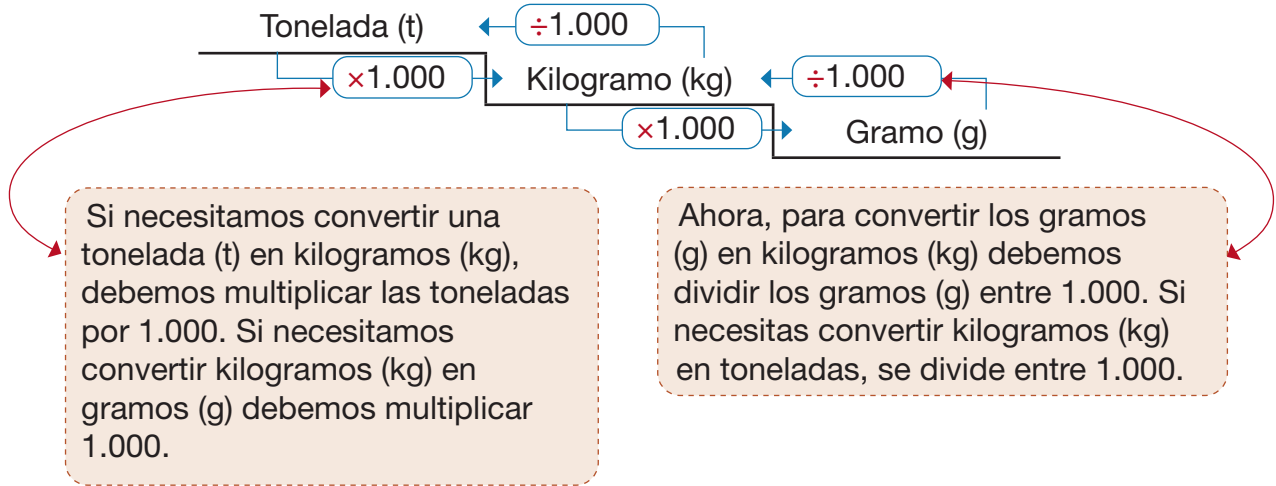 Tonelada (t)
÷1.000
×1.000
Kilogramo (kg)
÷1.000
×1.000
Gramo (g)
Si necesitamos convertir una
tonelada (t) en kilogramos (kg),
debemos multiplicar las toneladas
por 1.000. Si necesitamos
convertir kilogramos (kg) en
gramos (g) debemos multiplicar
1.000.
Ahora, para convertir los gramos
(g) en kilogramos (kg) debemos
dividir los gramos (g) entre 1.000. Si
necesitas convertir kilogramos (kg)
en toneladas, se divide entre 1.000.